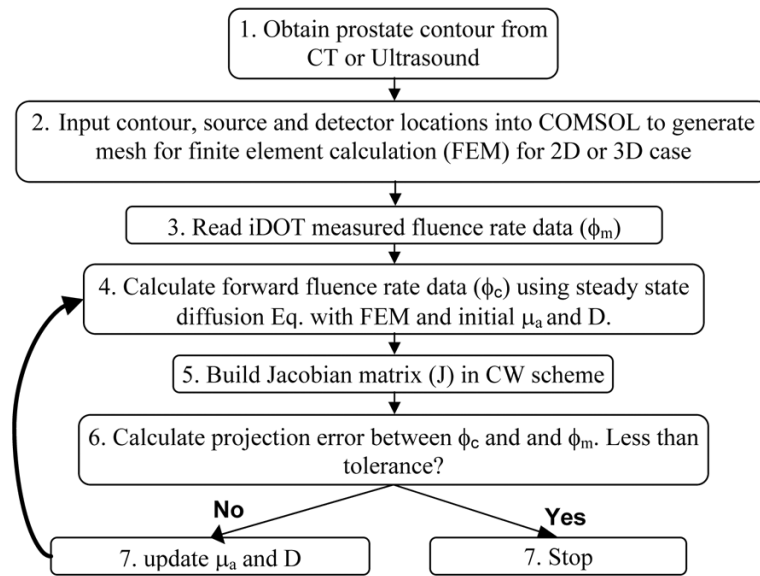 1. Obtain prostate contour from
CT or Ultrasound
2. Input contour, source and detector locations into COMSOL to generate
mesh for finite element calculation (FEM) for 2D or 3D case
3. Read iDOT measured fluence rate data (ϕm)
4. Calculate forward fluence rate data (ϕc) using steady state
diffusion Eq. with FEM and initial μa and D.
5. Build Jacobian matrix (J) in CW scheme
6. Calculate projection error between ϕc and and ϕm. Less than
tolerance?
No
Yes
7. update μa and D
7. Stop